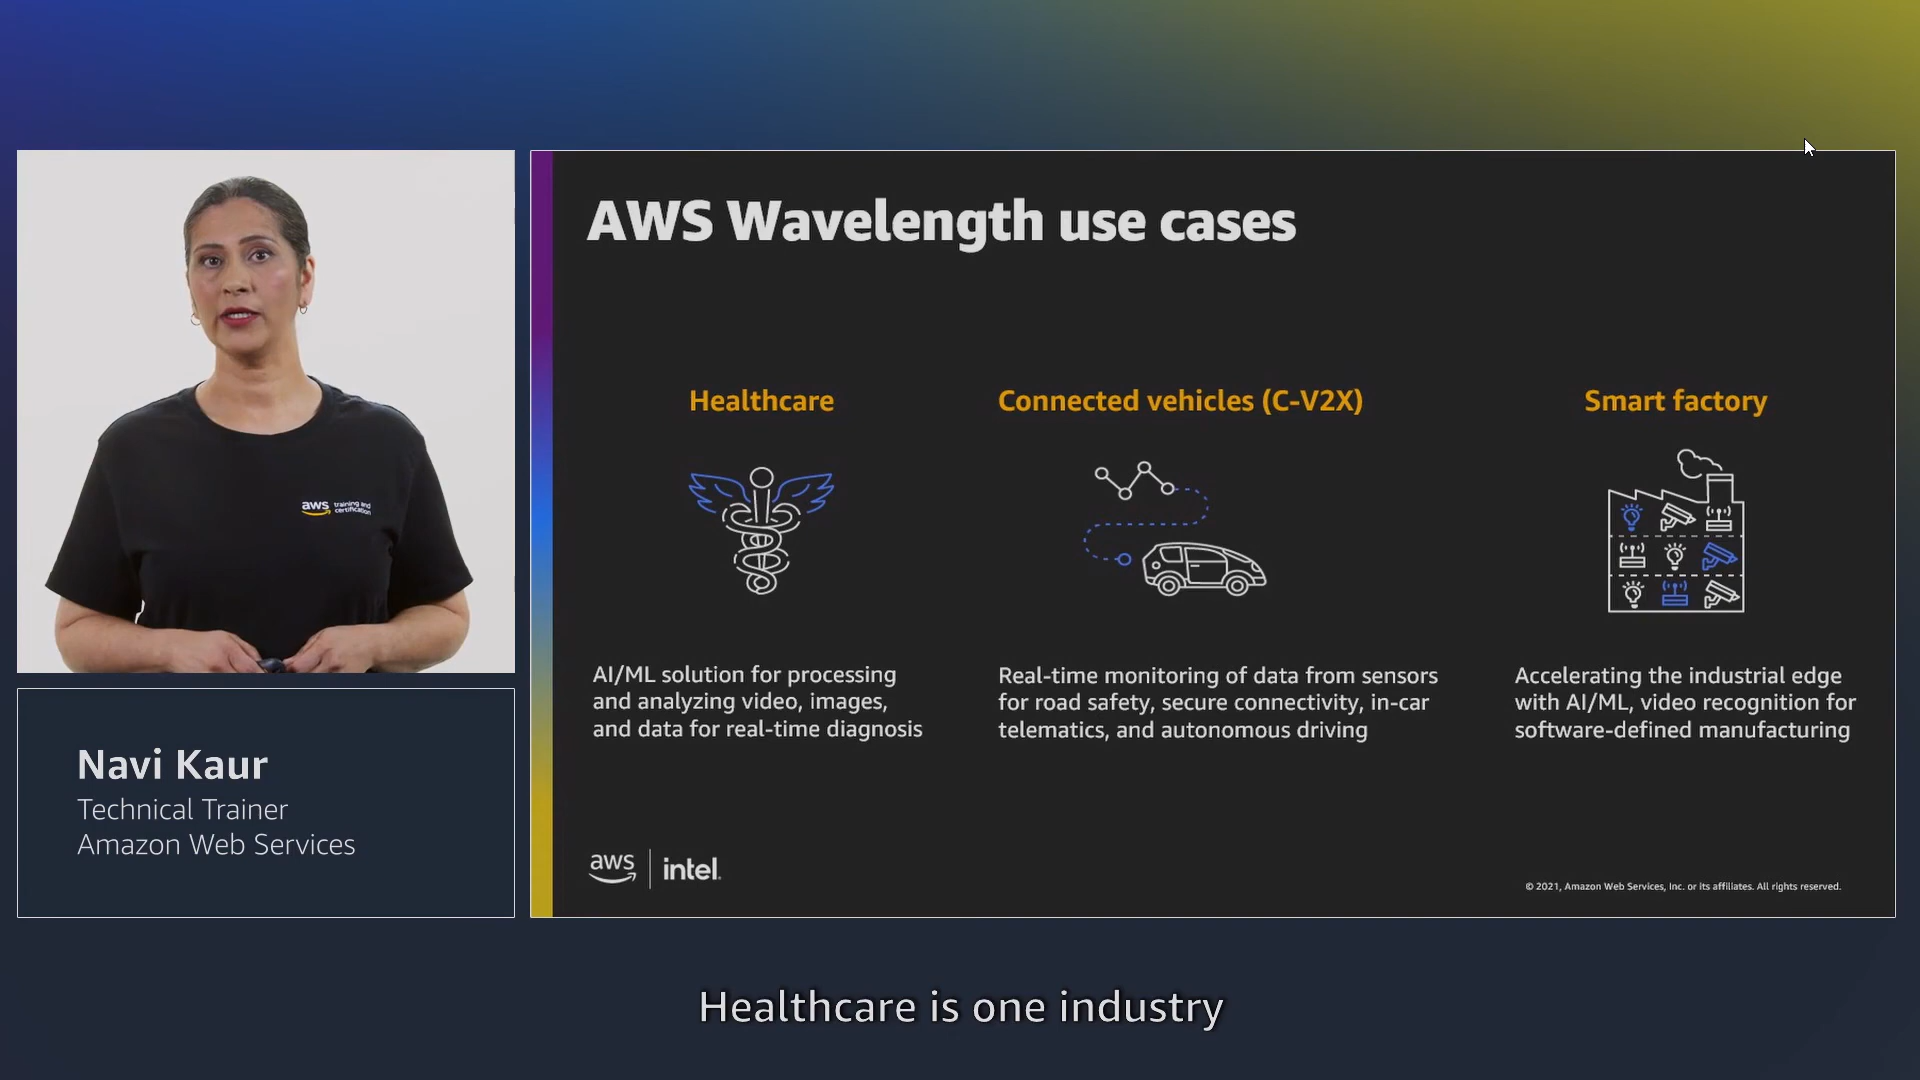 aws training and
certification
Navi Kaur
Technical Trainer
Amazon Web Services
AWS Wavelength use cases
Healthcare
AI/ML solution for processing
and analyzing video, images,
and data for real-time diagnosis
Connected vehicles (C-V2X)
Real-time monitoring of data from sensors
for road safety, secure connectivity, in-car
telematics, and autonomous driving
Smart factory
Accelerating the industrial edge
with AI/ML, video recognition for
software-defined manufacturing
aws intel.
© 2021, Amazon Web Services, Inc. or its affiliates. All rights reserved.
Healthcare is one industry